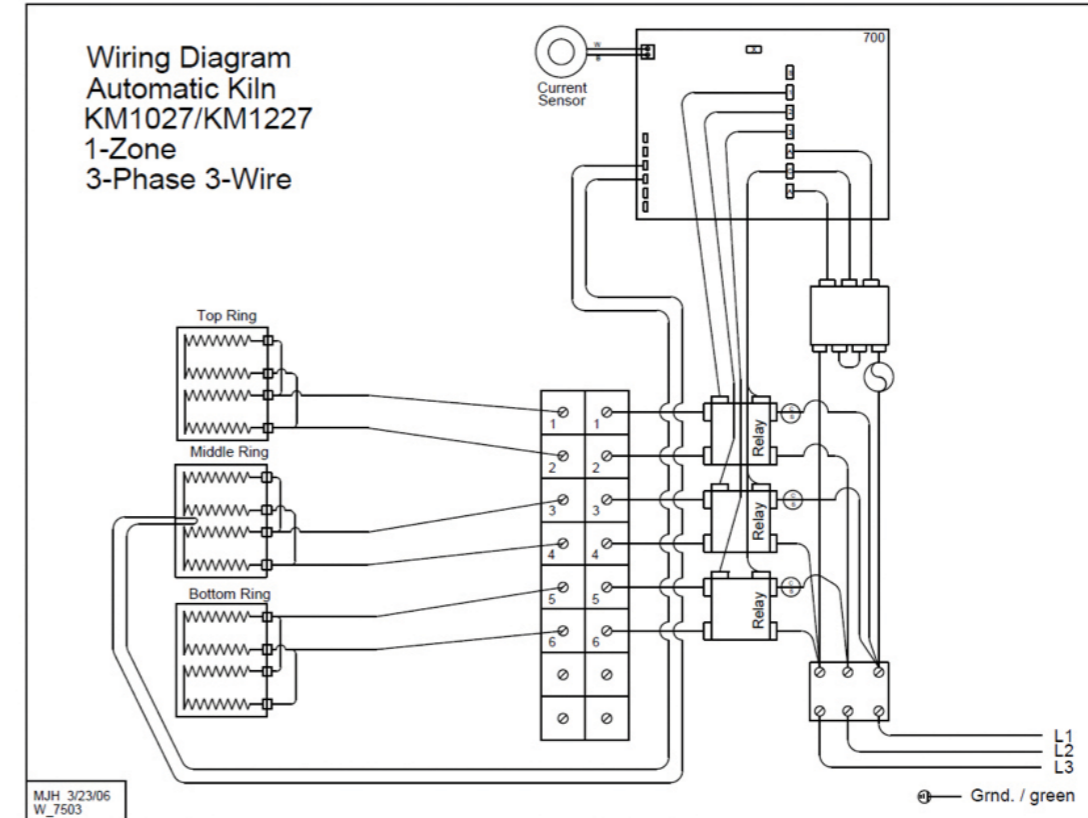 Wiring Diagram
Automatic Kiln
KM1027/KM1227
1-Zone
3-Phase 3-Wire
700
W
B
Current
Sensor
Top Ring
Middle Ring
Bottom Ring
1 1
2 2
3 3
4 4
5 5
6 6
Relay
Relay
Relay
L1
L2
L3
Grnd. / green
MJH 3/23/06
W_7503